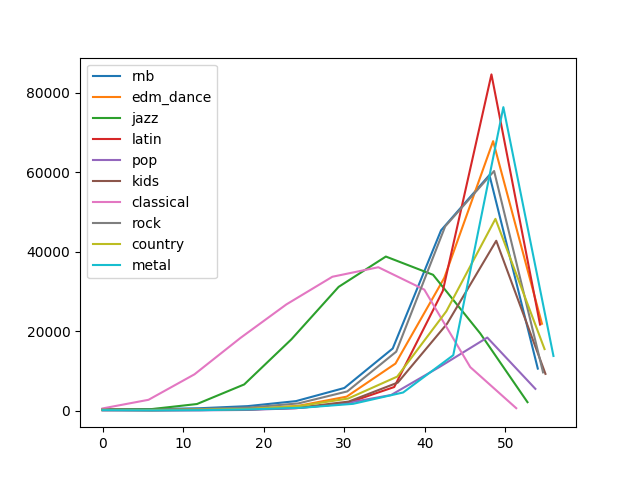 80000
60000
40000
20000
0
0 10 20 30 40 50
rnb
edm_dance
jazz
latin
pop
kids
classical
rock
country
metal